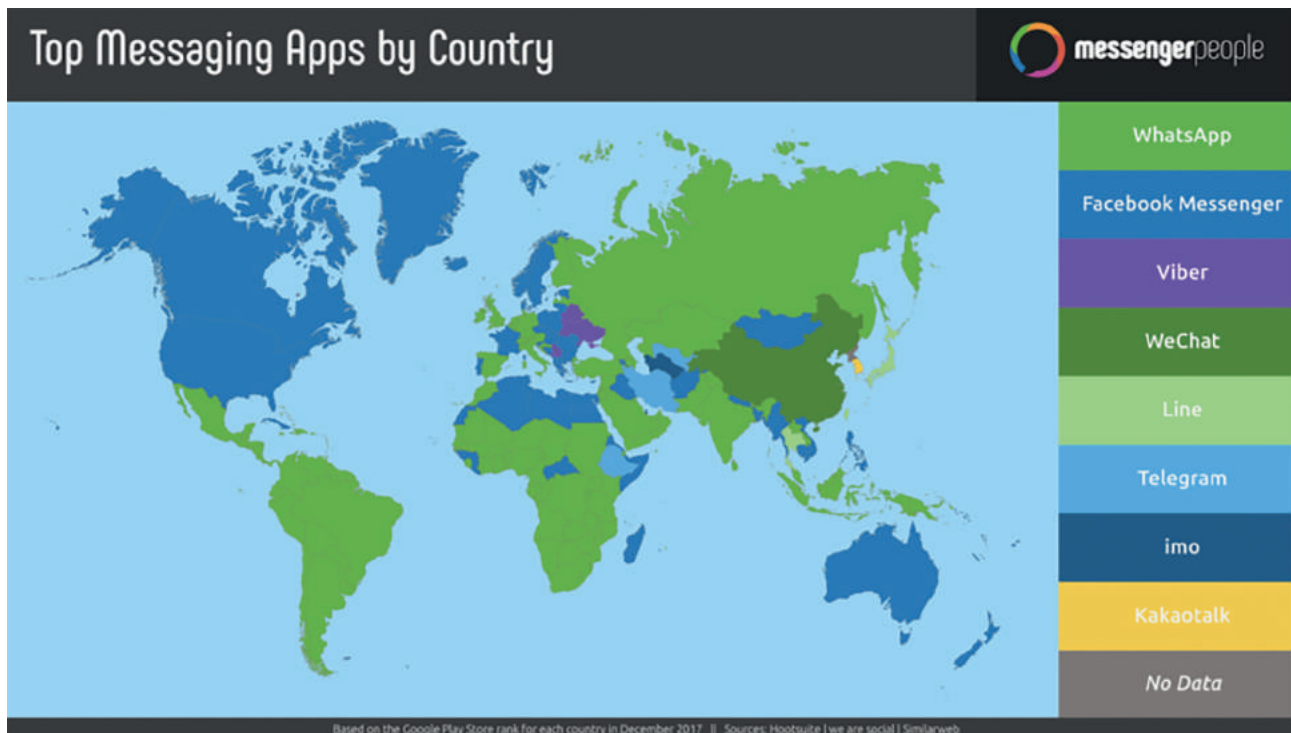 Top Messaging Apps by Country
messengerpeople
WhatsApp
Facebook Messenger
Viber
WeChat
Line
Telegram
imo
Kakaotalk
No Data
Based on the Google Play Store rank for each country in December 2017 || Sources: Hootsuite | we are social | Similarweb